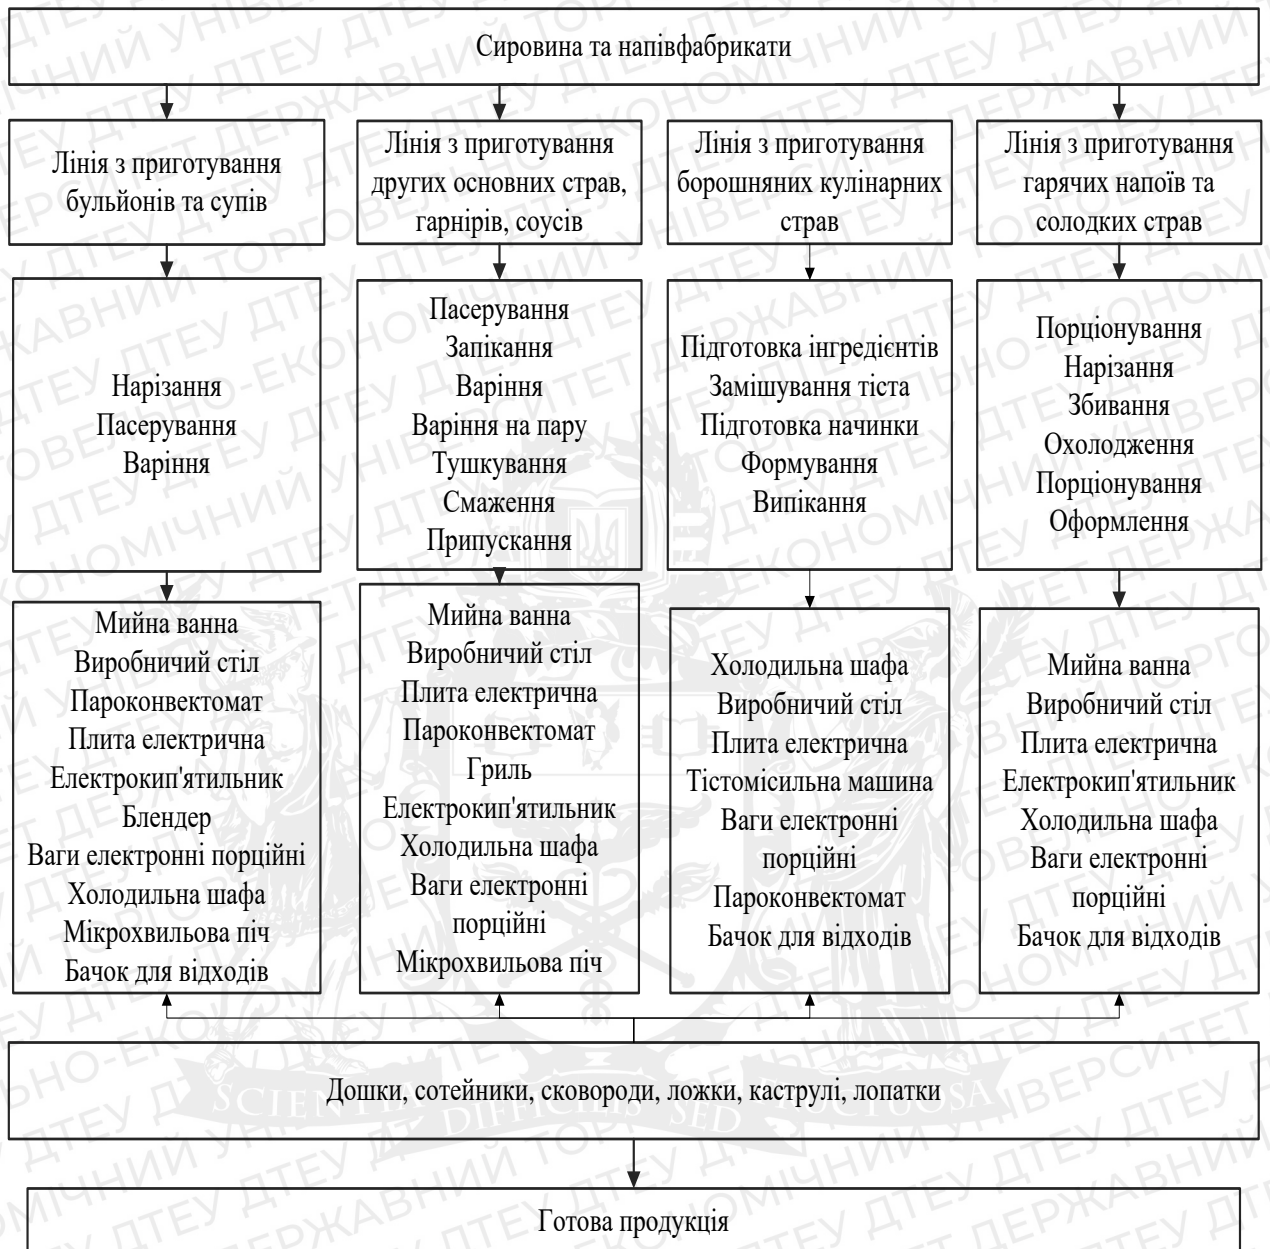 Сировина та напівфабрикати
Лінія з приготування
бульйонів та супів
Лінія з приготування
других основних страв,
гарнірів, соусів
Лінія з приготування
борошняних кулінарних
страв
Лінія з приготування
гарячих напоїв та
солодких страв
Нарізання
Пасерування
Варіння
Пасерування
Запікання
Варіння
Варіння на пару
Тушкування
Смаження
Припускання
Підготовка інгредієнтів
Замішування тіста
Підготовка начинки
Формування
Випікання
Порціонування
Нарізання
Збивання
Охолодження
Порціонування
Оформлення
Мийна ванна
Виробничий стіл
Пароконвектомат
Плита електрична
Електрокип'ятильник
Блендер
Ваги електронні порційні
Холодильна шафа
Мікрохвильова піч
Бачок для відходів
Мийна ванна
Виробничий стіл
Плита електрична
Пароконвектомат
Гриль
Електрокип'ятильник
Холодильна шафа
Ваги електронні
порційні
Мікрохвильова піч
Холодильна шафа
Виробничий стіл
Плита електрична
Тістомісильна машина
Ваги електронні
порційні
Пароконвектомат
Бачок для відходів
Мийна ванна
Виробничий стіл
Плита електрична
Електрокип'ятильник
Холодильна шафа
Ваги електронні
порційні
Бачок для відходів
Дошки, сотейники, сковороди, ложки, каструлі, лопатки
Готова продукція